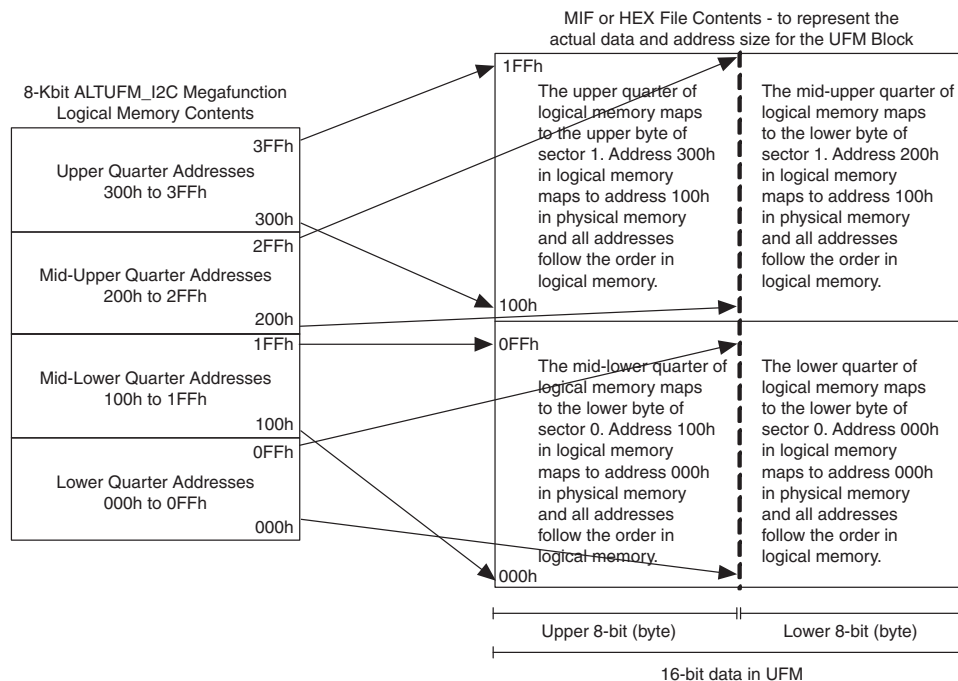 MIF or HEX File Contents - to represent the
actual data and address size for the UFM Block
8-Kbit ALTUFM_I2C Megafunction
Logical Memory Contents
3FFh
Upper Quarter Addresses
300h to 3FFh
300h
2FFh
Mid-Upper Quarter Addresses
200h to 2FFh
200h
1FFh
Mid-Lower Quarter Addresses
100h to 1FFh
100h
0FFh
Lower Quarter Addresses
000h to 0FFh
000h
1FFh
The upper quarter of
logical memory maps
to the upper byte of
sector 1. Address 300h
in logical memory
maps to address 100h
in physical memory
and all addresses
follow the order in
logical memory.
100h
The mid-upper quarter of
logical memory maps
to the lower byte of
sector 1. Address 200h
in logical memory
maps to address 100h
in physical memory
and all addresses
follow the order in
logical memory.
0FFh
The mid-lower quarter of
logical memory maps
to the lower byte of
sector 0. Address 100h
in logical memory
maps to address 000h
in physical memory
and all addresses
follow the order in
logical memory.
000h
The lower quarter of
logical memory maps
to the lower byte of
sector 0. Address 000h
in logical memory
maps to address 000h
in physical memory
and all addresses
follow the order in
logical memory.
Upper 8-bit (byte)
Lower 8-bit (byte)
16-bit data in UFM